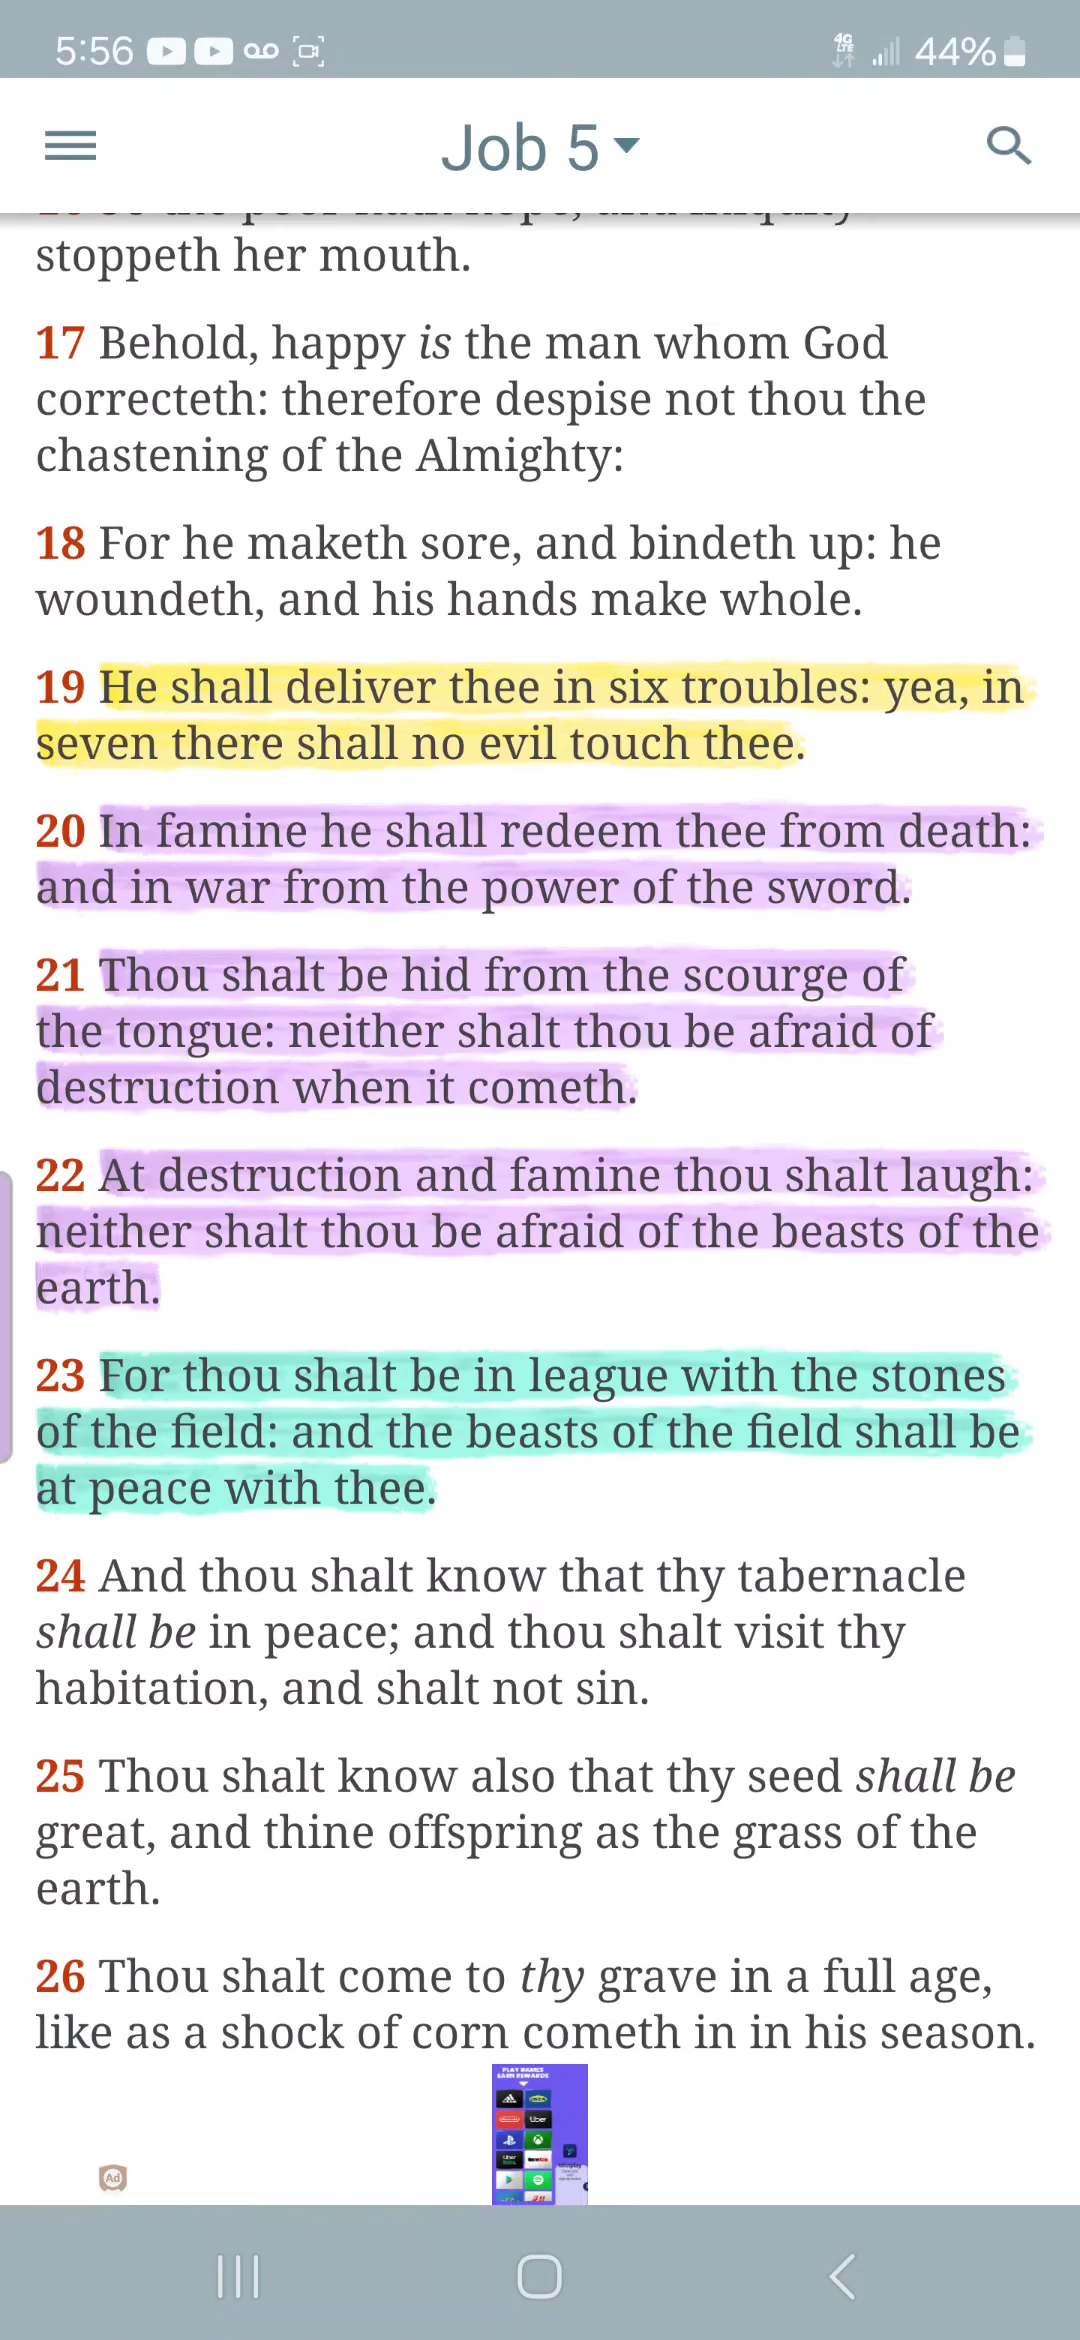 5:56
4G
LTE
44%
Job 5
stoppeth her mouth.
17 Behold, happy is the man whom God
correcteth: therefore despise not thou the
chastening of the Almighty:
18 For he maketh sore, and bindeth up: he
woundeth, and his hands make whole.
19 He shall deliver thee in six troubles: yea, in
seven there shall no evil touch thee.
20 In famine he shall redeem thee from death:
and in war from the power of the sword.
21 Thou shalt be hid from the scourge of
the tongue: neither shalt thou be afraid of
destruction when it cometh.
22 At destruction and famine thou shalt laugh:
neither shalt thou be afraid of the beasts of the
earth.
23 For thou shalt be in league with the stones
of the field: and the beasts of the field shall be
at peace with thee.
24 And thou shalt know that thy tabernacle
shall be in peace; and thou shalt visit thy
habitation, and shalt not sin.
25 Thou shalt know also that thy seed shall be
great, and thine offspring as the grass of the
earth.
26 Thou shalt come to thy grave in a full age,
like as a shock of corn cometh in in his season.
PLAY GAMES
EARN REWARDS
Uber
Uber
Ad